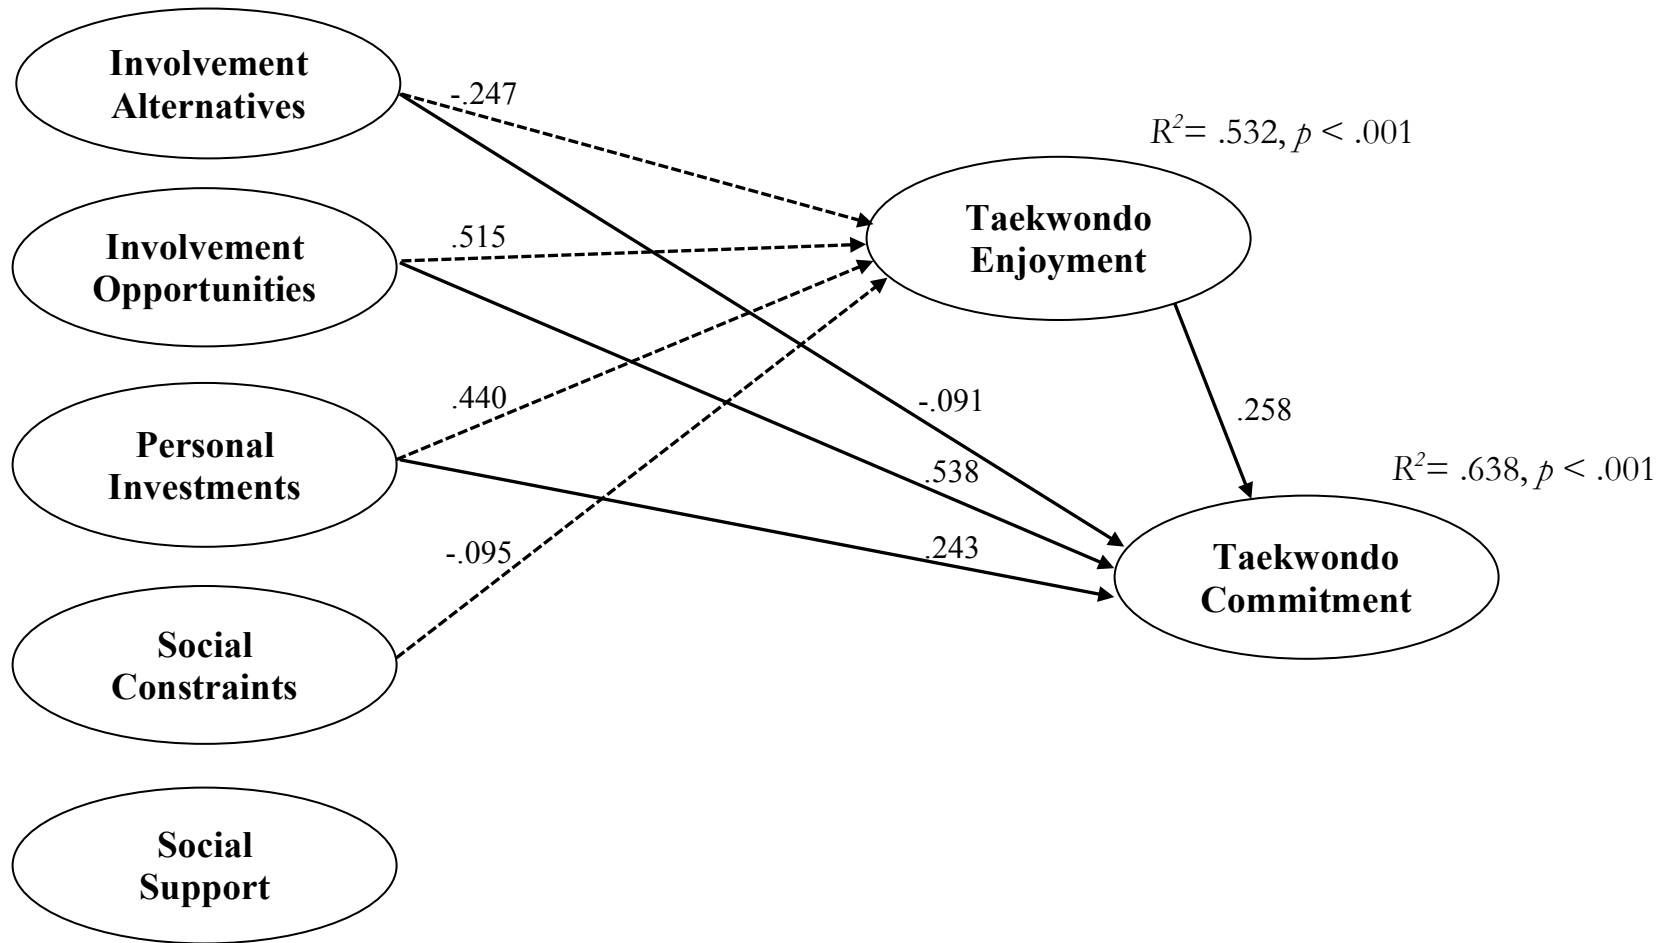 Involvement
Alternatives
-.247
R²= .532, p < .001
Taekwondo
Enjoyment
Involvement
Opportunities
.515
.440
-.091
.258
Personal
Investments
.538
R²= .638, p < .001
-.095
.243
Taekwondo
Commitment
Social
Constraints
Social
Support